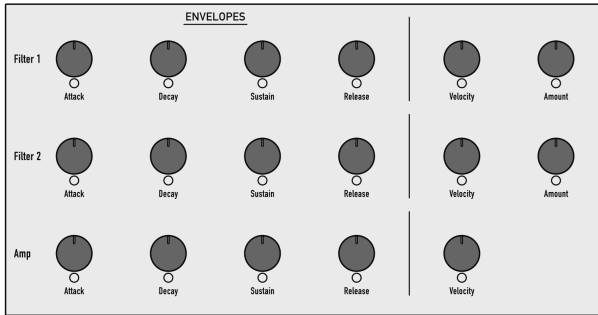 ENVELOPES
Filter 1
Attack Decay Sustain Release Velocity Amount
Filter 2
Attack Decay Sustain Release Velocity Amount
Amp
Attack Decay Sustain Release Velocity